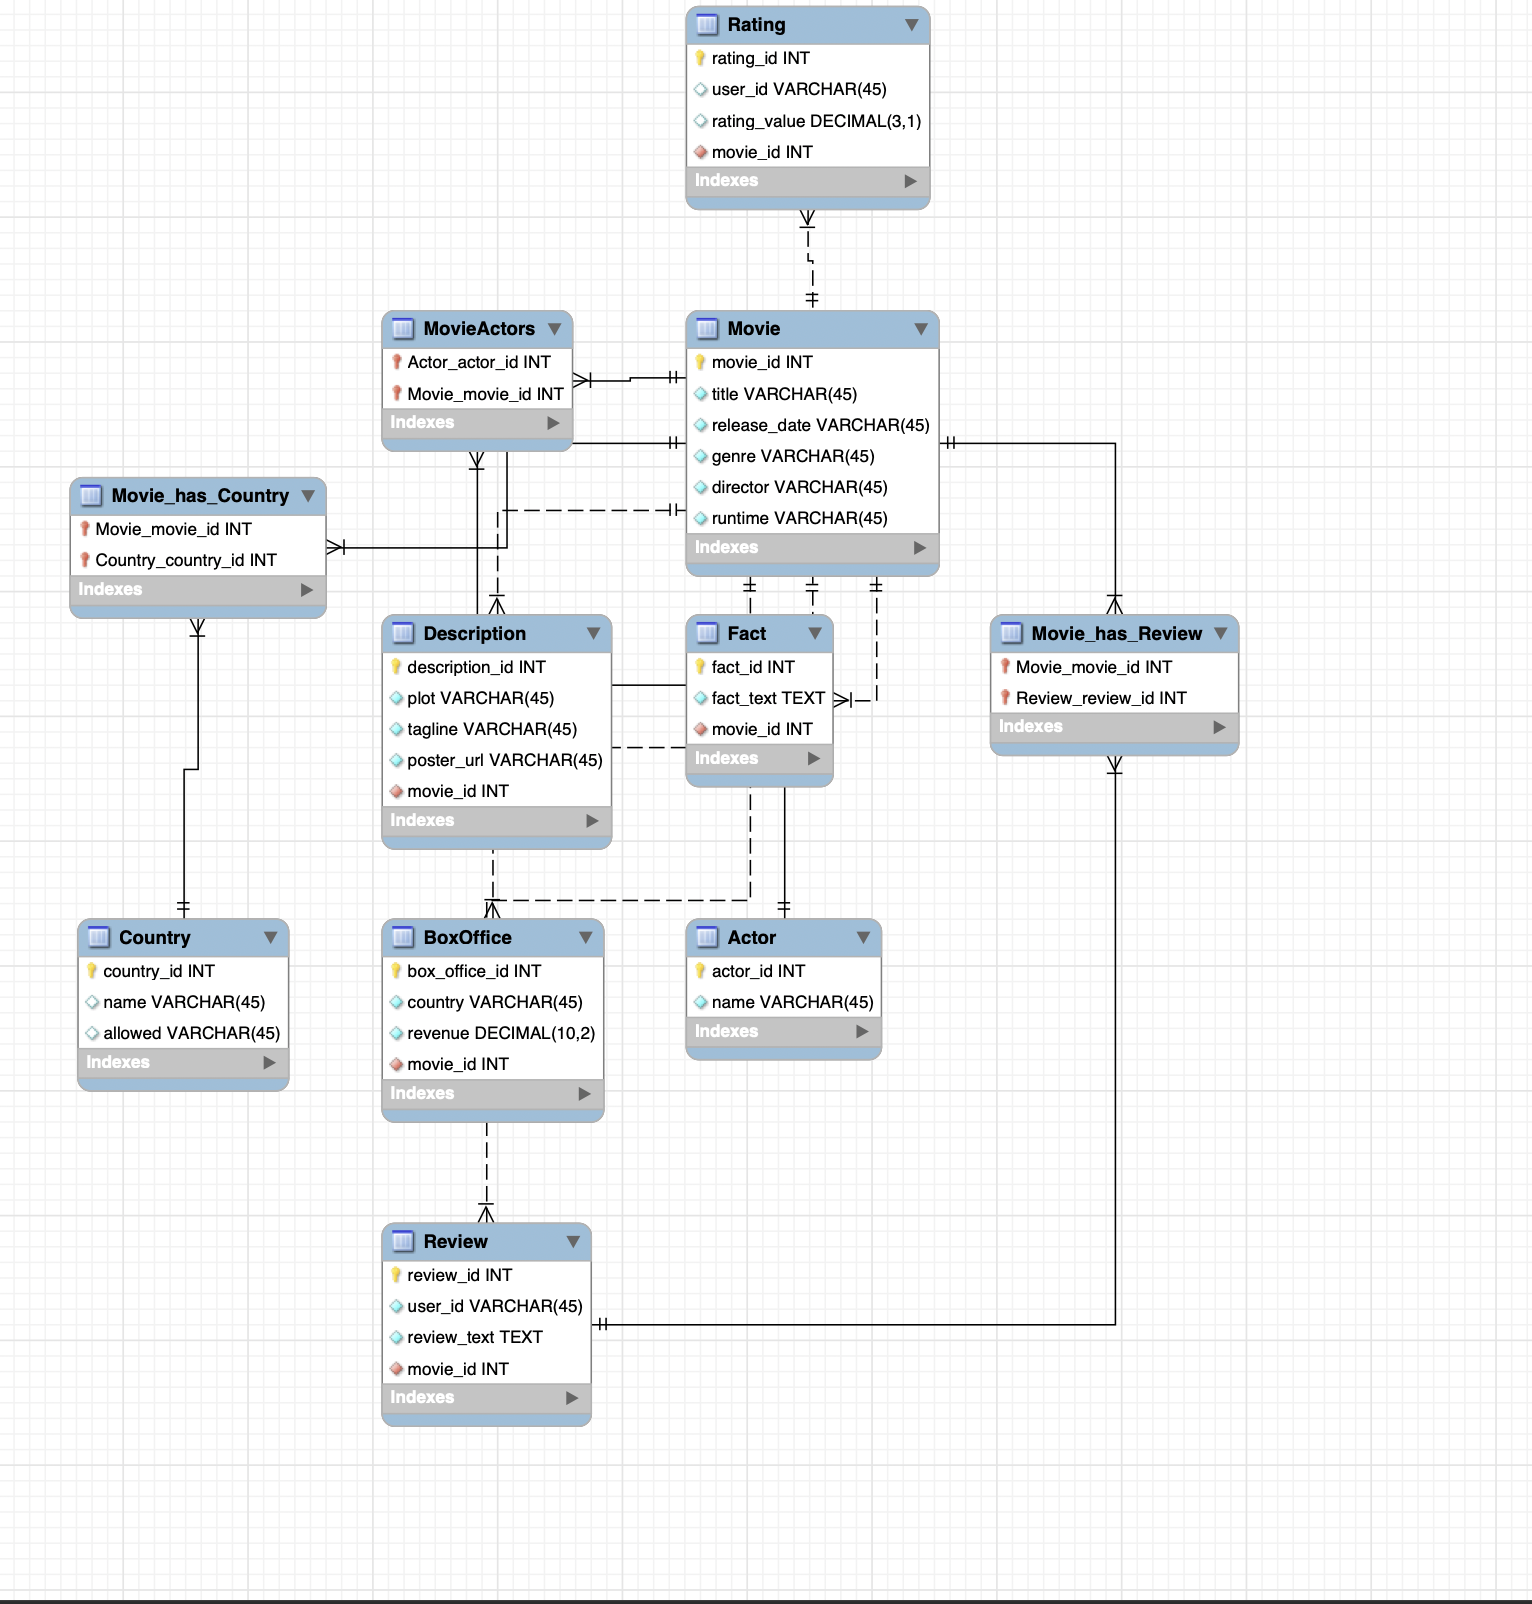 Rating
rating_id INT
user_id VARCHAR(45)
rating_value DECIMAL(3,1)
movie_id INT
Indexes
MovieActors
Actor_actor_id INT
Movie_movie_id INT
Indexes
Movie
movie_id INT
title VARCHAR(45)
release_date VARCHAR(45)
genre VARCHAR(45)
director VARCHAR(45)
runtime VARCHAR(45)
Indexes
Movie_has_Country
Movie_movie_id INT
Country_country_id INT
Indexes
Description
description_id INT
plot VARCHAR(45)
tagline VARCHAR(45)
poster_url VARCHAR(45)
movie_id INT
Indexes
Fact
fact_id INT
fact_text TEXT
movie_id INT
Indexes
Movie_has_Review
Movie_movie_id INT
Review_review_id INT
Indexes
Country
country_id INT
name VARCHAR(45)
allowed VARCHAR(45)
Indexes
BoxOffice
box_office_id INT
country VARCHAR(45)
revenue DECIMAL(10,2)
movie_id INT
Indexes
Actor
actor_id INT
name VARCHAR(45)
Indexes
Review
review_id INT
user_id VARCHAR(45)
review_text TEXT
movie_id INT
Indexes